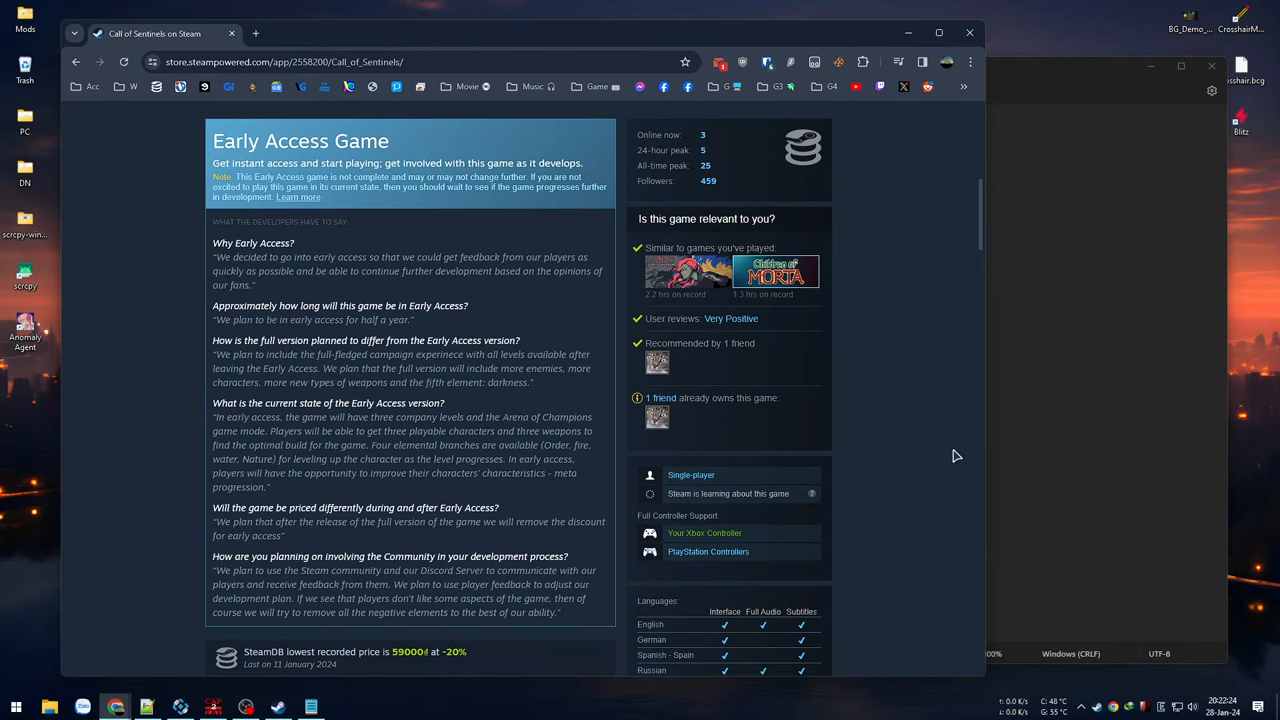 Mods
Trash
PC
DN
scrcpy-win...
scrcpy
Anomaly
Agent
Call of Sentinels on Steam
store.steampowered.com/app/2558200/Call_of_Sentinels/
Acc
W
Movie
Music
Game
G
G3
G4
Early Access Game
Get instant access and start playing; get involved with this game as it develops.
Note: This Early Access game is not complete and may or may not change further. If you are not
excited to play this game in its current state, then you should wait to see if the game progresses further
in development. Learn more
WHAT THE DEVELOPERS HAVE TO SAY:
Why Early Access?
“We decided to go into early access so that we could get feedback from our players as
quickly as possible and be able to continue further development based on the opinions of
our fans.”
Approximately how long will this game be in Early Access?
“We plan to be in early access for half a year.”
How is the full version planned to differ from the Early Access version?
“We plan to include the full-fledged campaign experinece with all levels available after
leaving the Early Access. We plan that the full version will include more enemies, more
characters, more new types of weapons and the fifth element: darkness.”
What is the current state of the Early Access version?
“In early access, the game will have three company levels and the Arena of Champions
game mode. Players will be able to get three playable characters and three weapons to
find the optimal build for the game. Four elemental branches are available (Order, fire,
water, Nature) for leveling up the character as the level progresses. In early access,
players will have the opportunity to improve their characters' characteristics - meta
progression.”
Will the game be priced differently during and after Early Access?
“We plan that after the release of the full version of the game we will remove the discount
for early access”
How are you planning on involving the Community in your development process?
“We plan to use the Steam community and our Discord Server to communicate with our
players and receive feedback from them. We plan to use player feedback to adjust our
development plan. If we see that players don't like some aspects of the game, then of
course we will try to remove all the negative elements to the best of our ability.”
SteamDB lowest recorded price is 59000₫ at -20%
Last on 11 January 2024
Online now: 3
24-hour peak: 5
All-time peak: 25
Followers: 459
Is this game relevant to you?
Similar to games you've played:
Children of
MORTA
2.2 hrs on record 1.3 hrs on record
User reviews: Very Positive
Recommended by 1 friend
1 friend already owns this game:
Single-player
Steam is learning about this game ?
Full Controller Support
Your Xbox Controller
PlayStation Controllers
Languages:
Interface Full Audio Subtitles
English
German
Spanish - Spain
Russian
BG_Demo_... CrosshairM...
sshair.bcg
Blitz
00% Windows (CRLF) UTF-8
Zalo
CAP
2
: 0.0 K/s C: 48 °C
: 0.0 K/s G: 55 °C
20:22:24
28-Jan-24